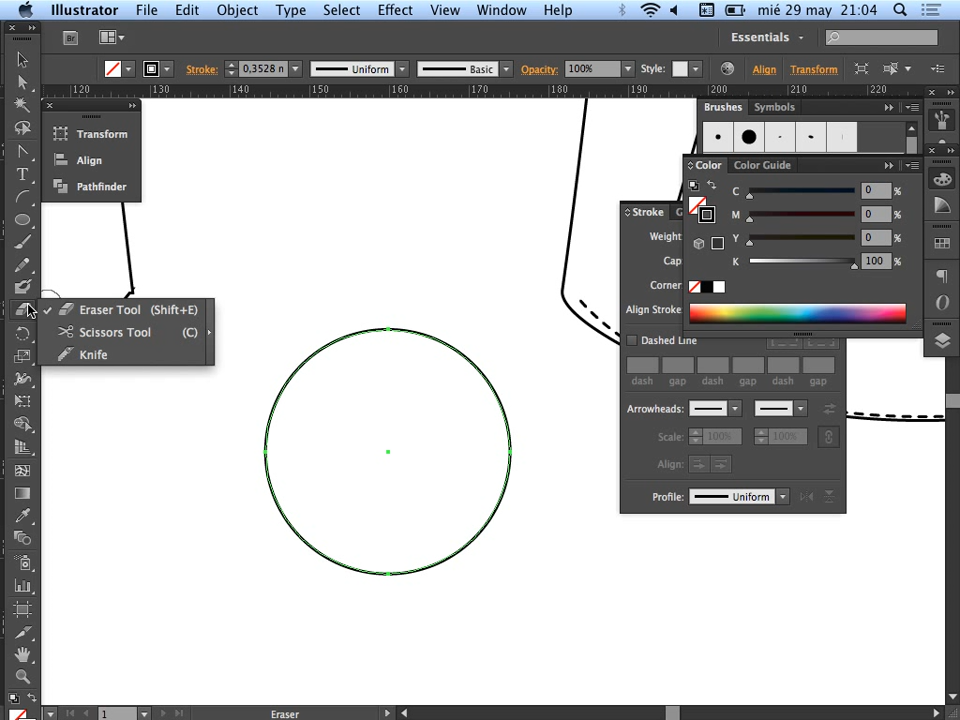 Illustrator File Edit Object Type Select Effect View Window Help mié 29 may 21:04
Br Essentials
Stroke: 0,3528 n Uniform Basic Opacity: 100% Style: Align Transform
120 130 140 150 160 170 180 190 200 210 220
Brushes Symbols
Transform
Align
Pathfinder
Color Color Guide
C 0 %
M 0 %
Y 0 %
K 100 %
Stroke G
Weight
Cap
Corner
Align Stroke
Dashed Line
dash gap dash gap dash gap
Arrowheads:
Scale: 100% 100%
Align:
Profile: Uniform
Eraser Tool (Shift+E)
Scissors Tool (C)
Knife
1 Eraser